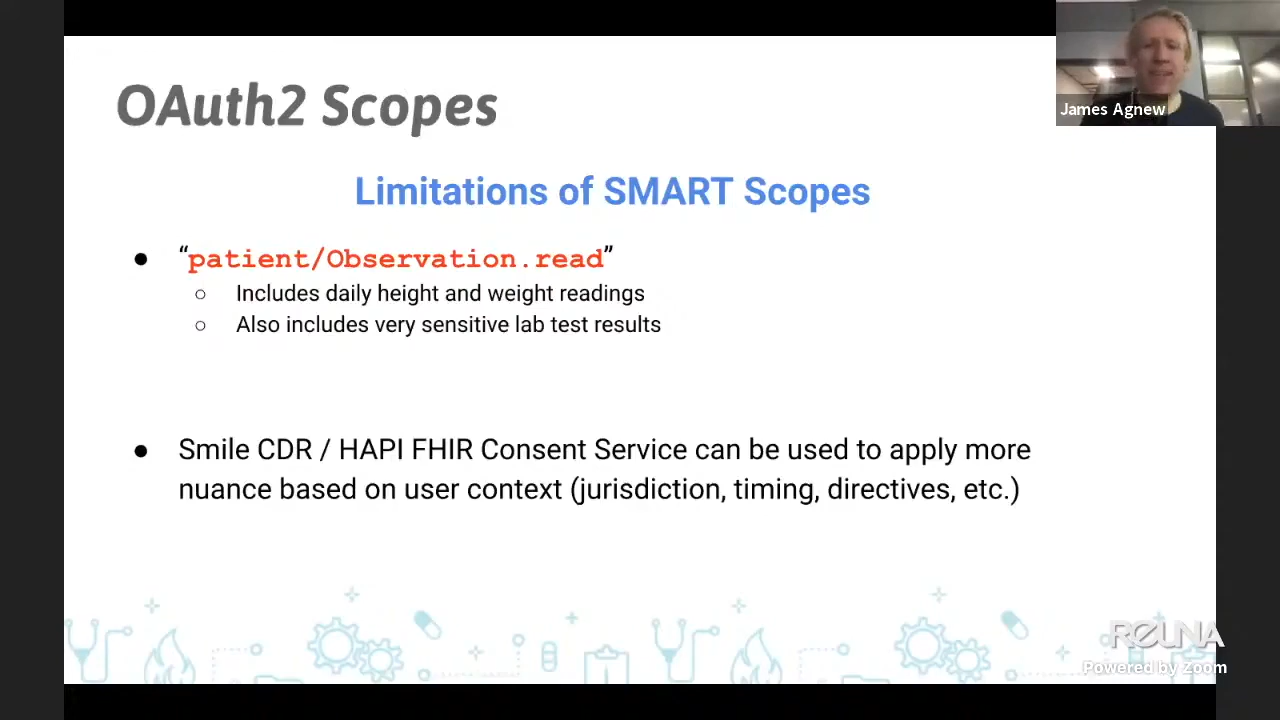 OAuth2 Scopes
James Agnew
Limitations of SMART Scopes
● “patient/Observation.read”
○ Includes daily height and weight readings
○ Also includes very sensitive lab test results
● Smile CDR / HAPI FHIR Consent Service can be used to apply more
nuance based on user context (jurisdiction, timing, directives, etc.)
Powered by Zoom